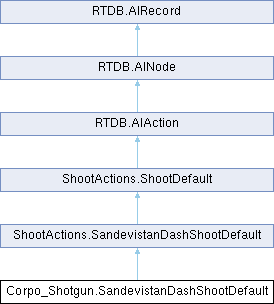 RTDB.AIRecord
RTDB.AINode
RTDB.AIAction
ShootActions.ShootDefault
ShootActions.SandevistanDashShootDefault
Corpo_Shotgun.SandevistanDashShootDefault